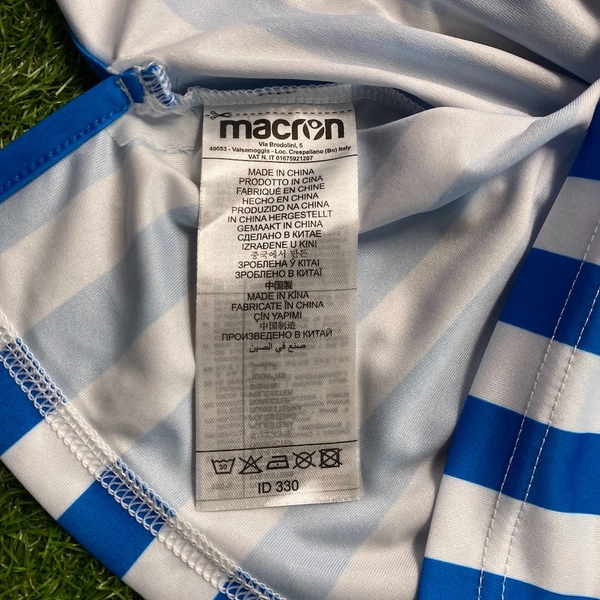 macron
Via Brodolini, 5
40053 - Valsamoggia - Loc. Crespellano (Bo) Italy
VAT N. IT 01675921207
MADE IN CHINA
PRODOTTO IN CINA
FABRIQUÉ EN CHINE
HECHO EN CHINA
PRODUZIDO NA CHINA
IN CHINA HERGESTELLT
GEMAAKT IN CHINA
СДЕЛАНО В КИТАЕ
IZRAĐENE U KINI
중국에서 만든
ЗРОБЛЕНА Ў КІТАІ
ЗРОБЛЕНО В КИТАЇ
中国製
MADE IN KÍNA
FABRICATE ÎN CHINA
ÇİN YAPIMI
中国制造
ПРОИЗВЕДЕНО В КИТАЙ
صنع في الصين
30
ID 330